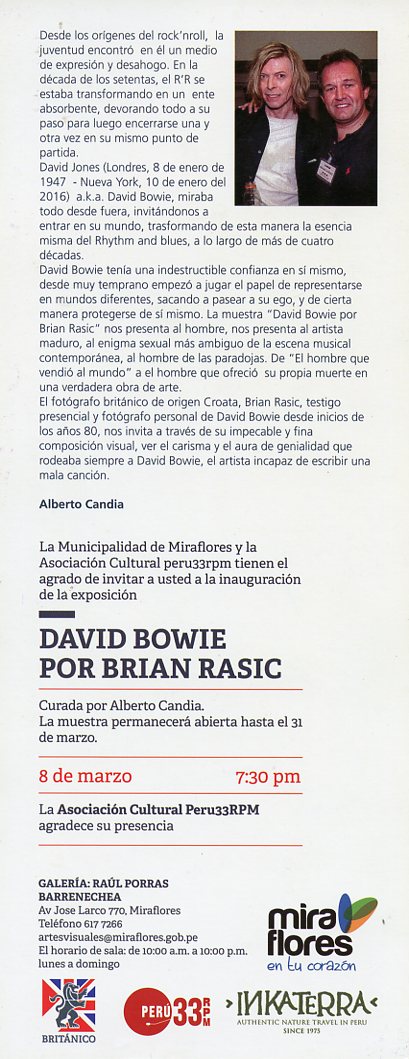 Desde los orígenes del rock’nroll,  la
juventud encontró  en él un medio
de expresión y desahogo. En la
década de los setentas, el R’R se
estaba transformando en un  ente
absorbente, devorando todo a su
paso para luego encerrarse una y
otra vez en su mismo punto de
partida.
David Jones (Londres, 8 de enero de
1947  - Nueva York, 10 de enero del
2016)  a.k.a. David Bowie, miraba
todo desde fuera, invitándonos a
entrar en su mundo, trasformando de esta manera la esencia
misma del Rhythm and blues, a lo largo de más de cuatro
décadas.
David Bowie tenía una indestructible confianza en sí mismo,
desde muy temprano empezó a jugar el papel de representarse
en mundos diferentes, sacando a pasear a su ego, y de cierta
manera protegerse de sí mismo. La muestra “David Bowie por
Brian Rasic” nos presenta al hombre, nos presenta al artista
maduro, al enigma sexual más ambiguo de la escena musical
contemporánea, al hombre de las paradojas. De “El hombre que
vendió al mundo” a el hombre que ofreció  su propia muerte en
una verdadera obra de arte.
El fotógrafo británico de origen Croata, Brian Rasic, testigo
presencial y fotógrafo personal de David Bowie desde inicios de
los años 80, nos invita a través de su impecable y fina
composición visual, ver el carisma y el aura de genialidad que
rodeaba siempre a David Bowie, el artista incapaz de escribir una
mala canción.
Alberto Candia
La Municipalidad de Miraflores y la
Asociación Cultural peru33rpm tienen el
agrado de invitar a usted a la inauguración
de la exposición
DAVID BOWIE
POR BRIAN RASIC
Curada por Alberto Candia.
La muestra permanecerá abierta hasta el 31
de marzo.
8 de marzo 7:30 pm
La Asociación Cultural Peru33RPM
agradece su presencia
GALERÍA: RAÚL PORRAS
BARRENECHEA
Av Jose Larco 770, Miraflores
Teléfono 617 7266
artesvisuales@miraflores.gob.pe
El horario de sala: de 10:00 a.m. a 10:00 p.m.
lunes a domingo
mira
flores
en tu corazón
BRITÁNICO
PERÚ 33 RPM
INKATERRA
AUTHENTIC NATURE TRAVEL IN PERU
SINCE 1975